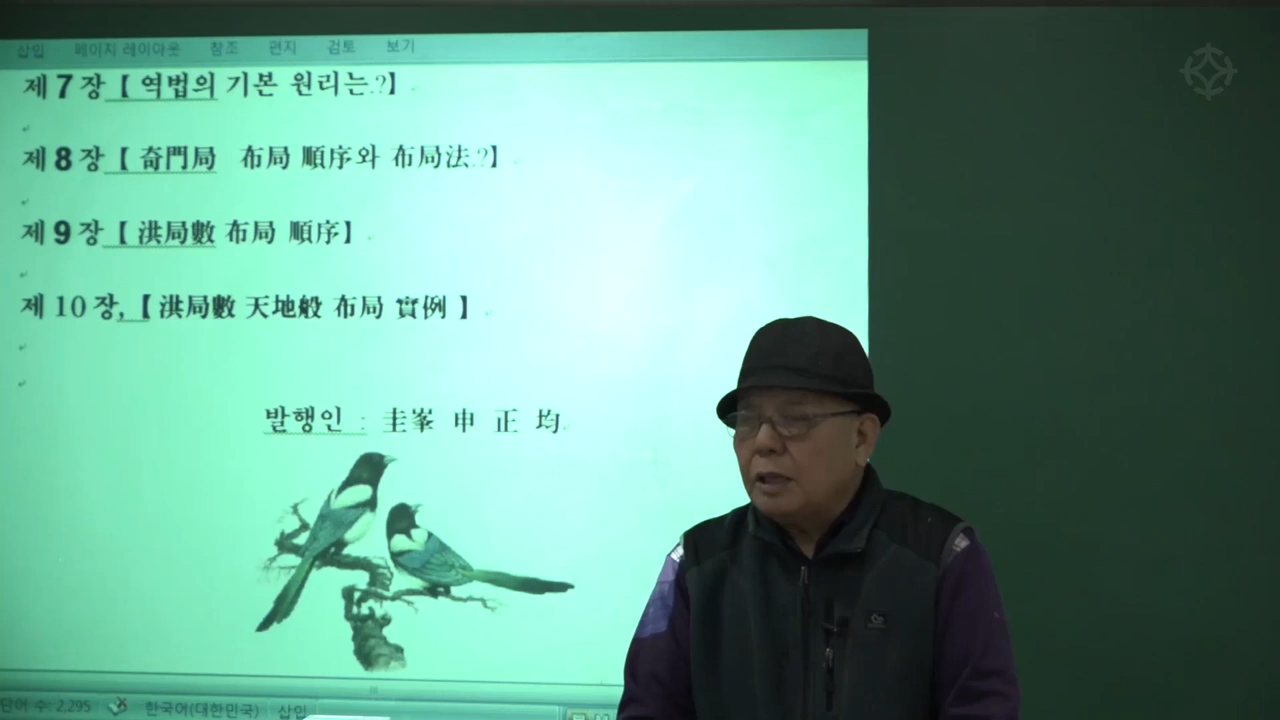 삽입 페이지 레이아웃 참조 편지 검토 보기
제 7 장 【 역법의 기본 원리는.?】
제 8 장 【 奇門局 布局 順序와 布局法.?】
제 9 장 【 洪局數 布局 順序】
제 10 장, 【 洪局數 天地般 布局 實例 】
발행인 : 圭峯 申 正 均
단어 수: 2,295 한국어(대한민국) 삽입